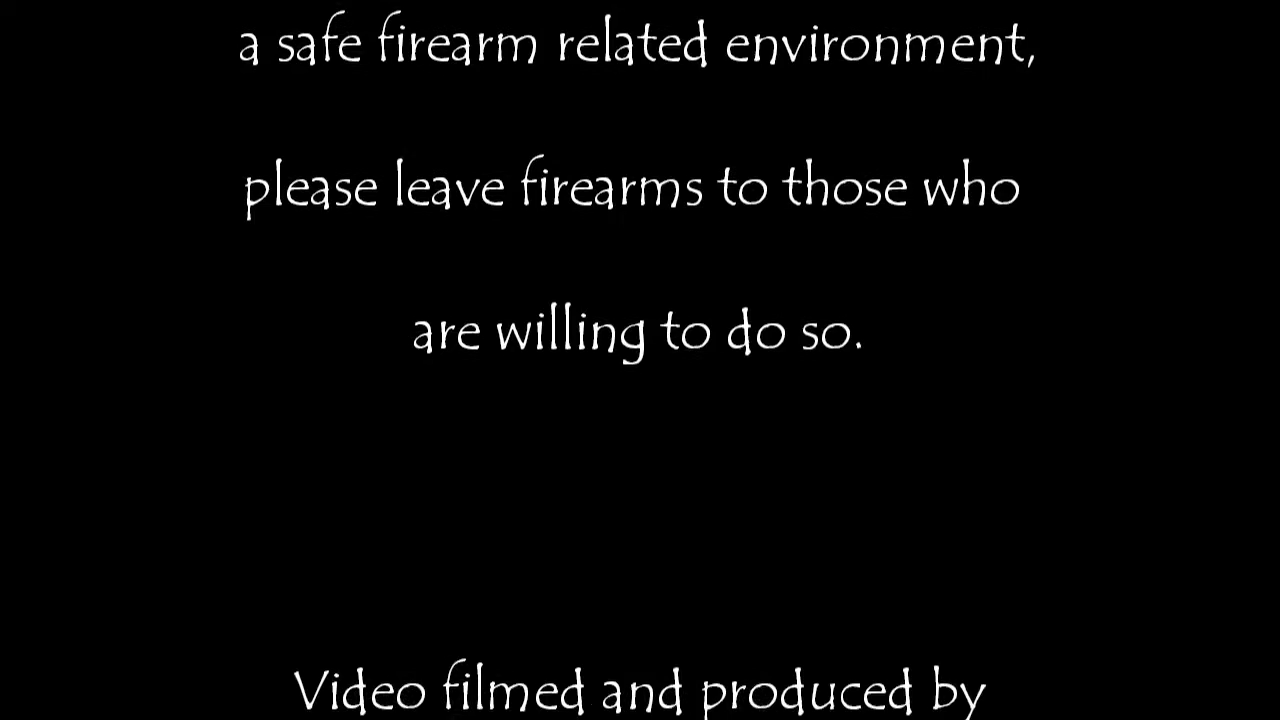 a safe firearm related environment,
please leave firearms to those who
are willing to do so.
Video filmed and produced by